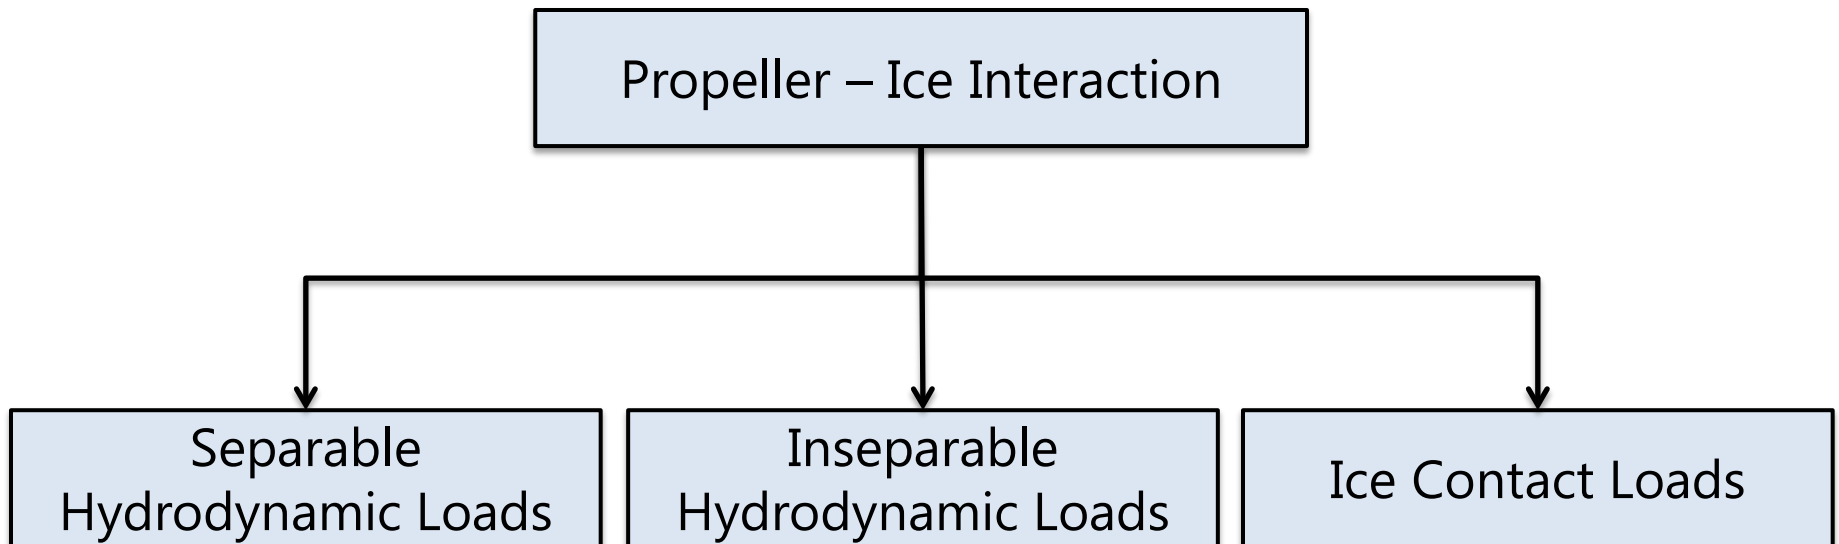 Propeller – Ice Interaction
Separable
Hydrodynamic Loads
Inseparable
Hydrodynamic Loads
Ice Contact Loads